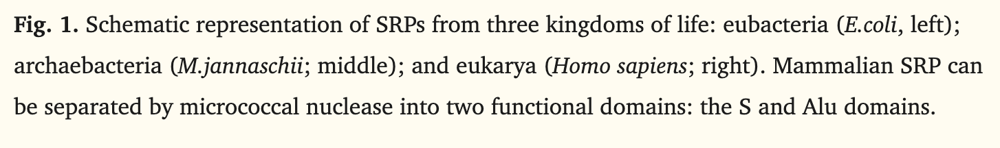 Fig. 1. Schematic representation of SRPs from three kingdoms of life: eubacteria (E.coli, left);
archaebacteria (M.jannaschii; middle); and eukarya (Homo sapiens; right). Mammalian SRP can
be separated by micrococcal nuclease into two functional domains: the S and Alu domains.